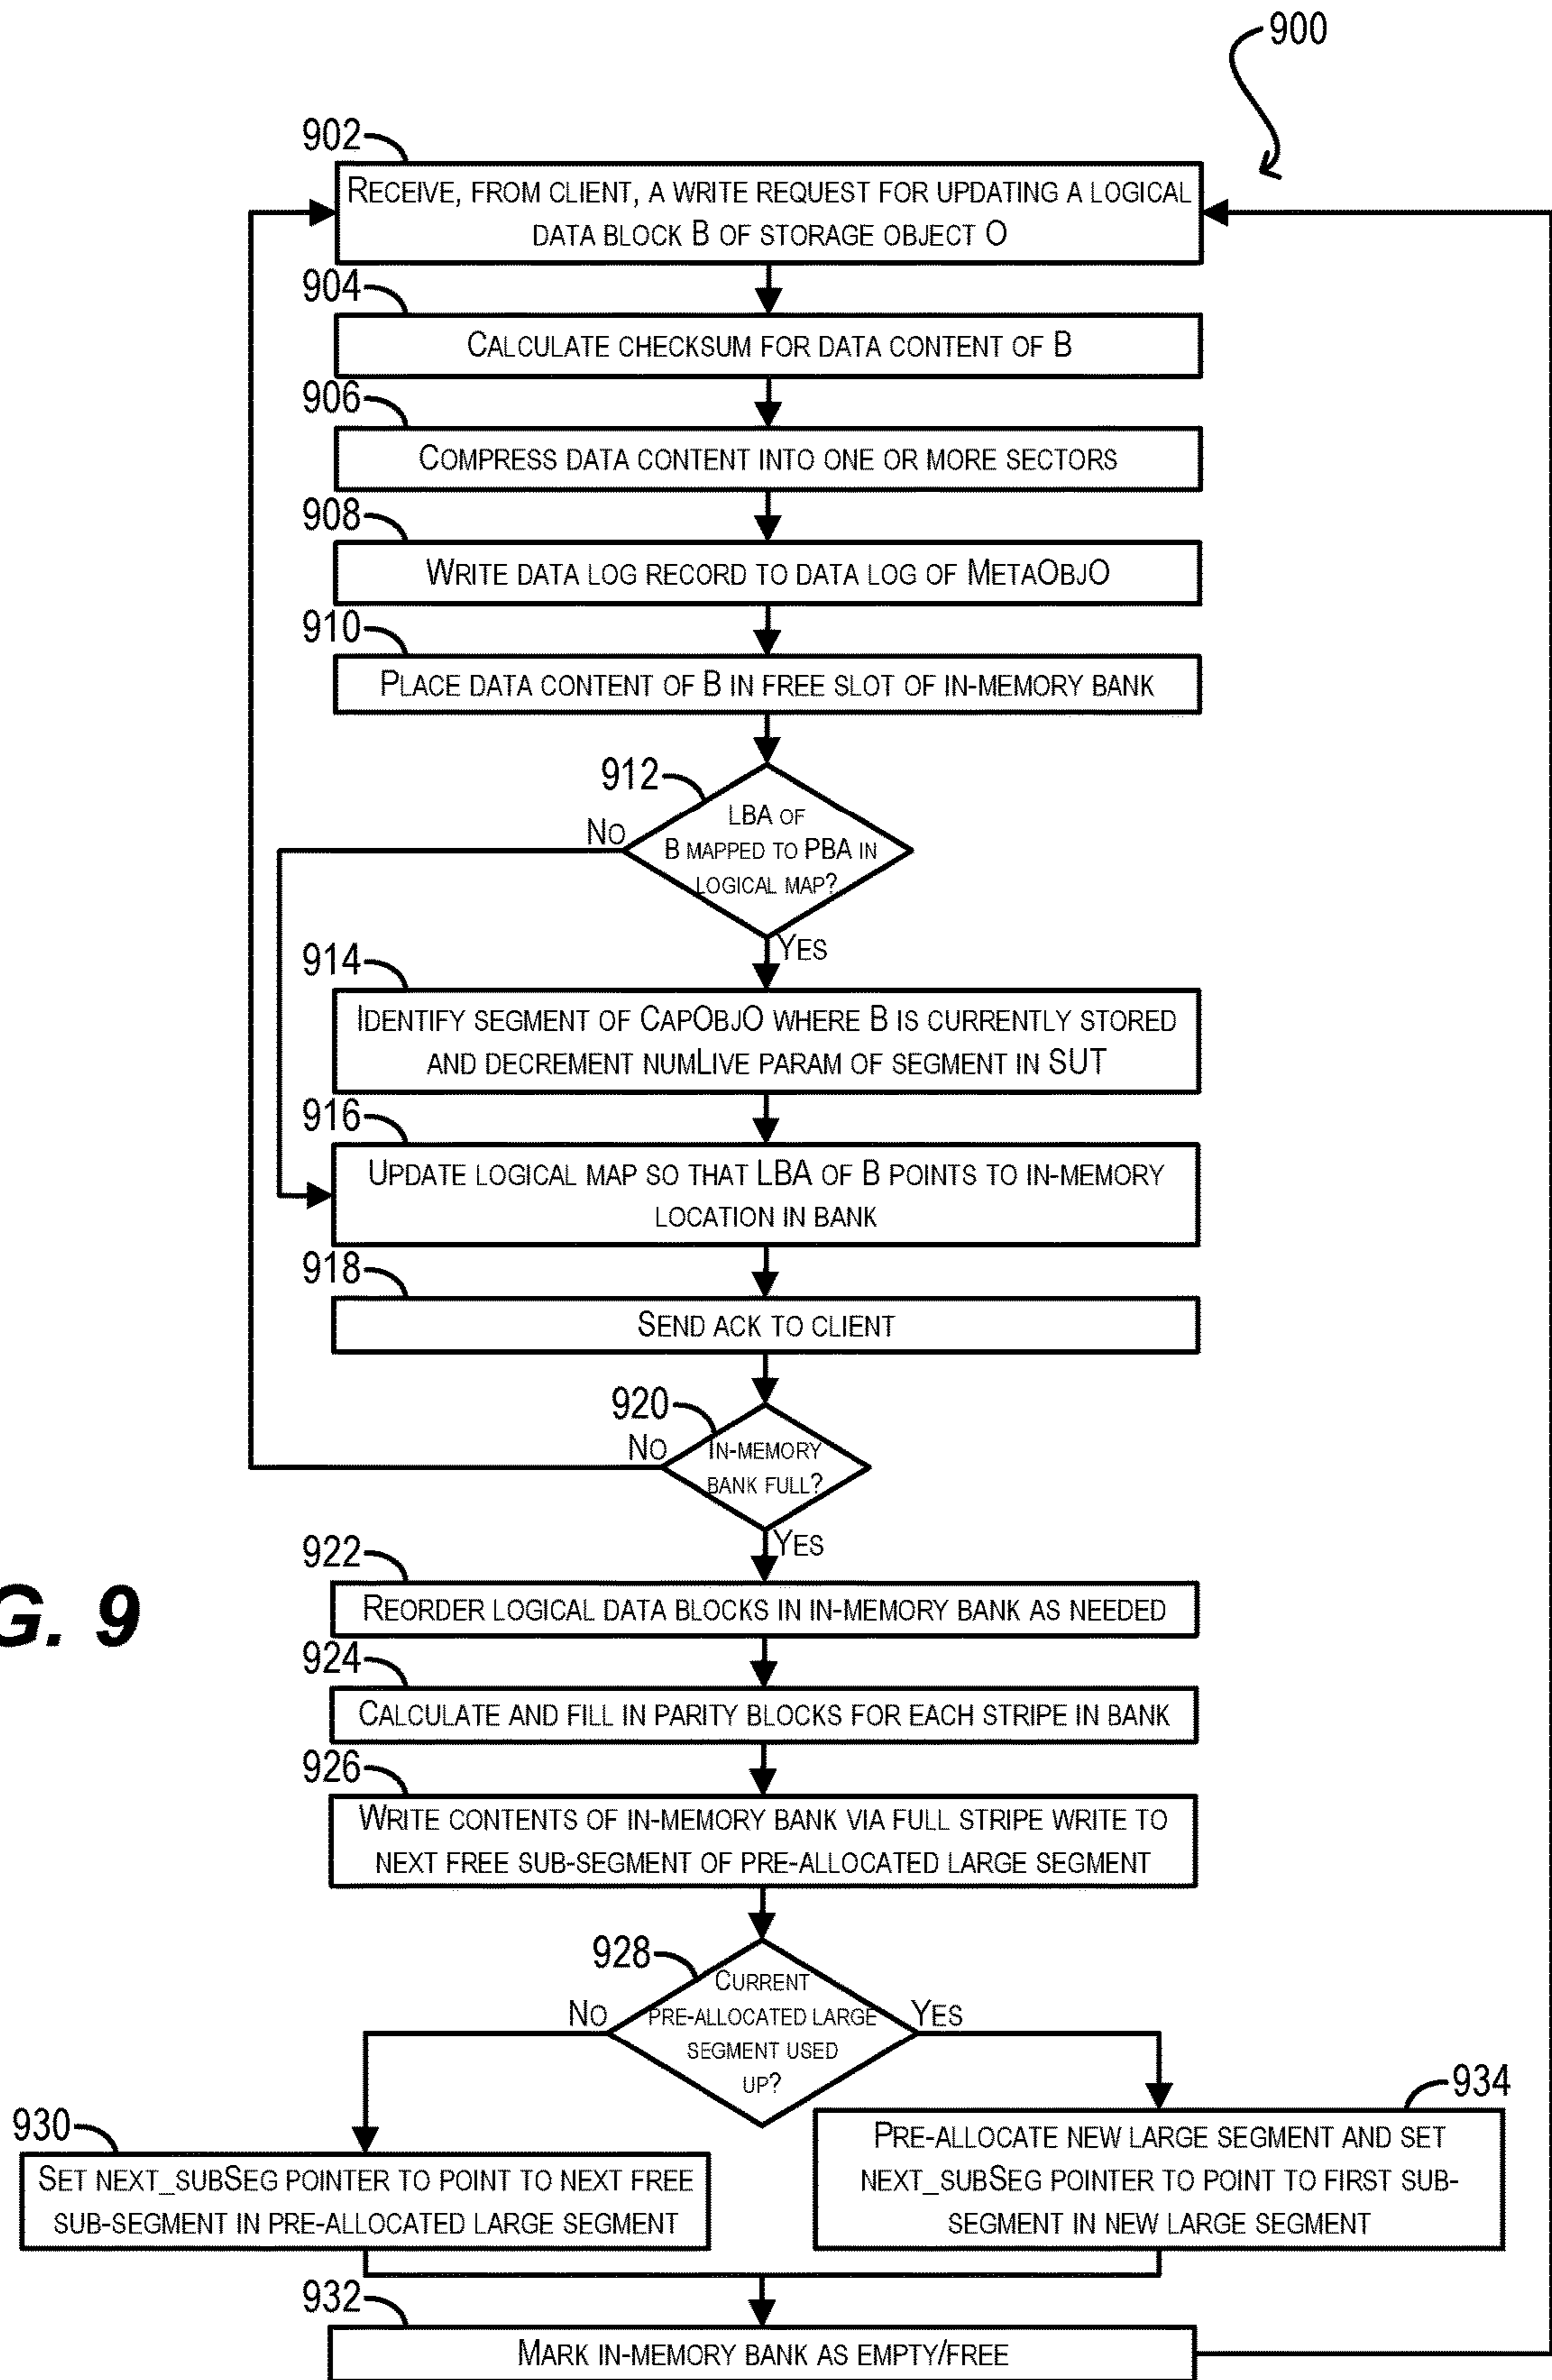 900
902
Receive, from client, a write request for updating a logical
data block B of storage object O
904
Calculate checksum for data content of B
906
Compress data content into one or more sectors
908
Write data log record to data log of MetaObjO
910
Place data content of B in free slot of in-memory bank
912
LBA of
B mapped to PBA in
logical map?
No
Yes
914
Identify segment of CapObjO where B is currently stored
and decrement numLive param of segment in SUT
916
Update logical map so that LBA of B points to in-memory
location in bank
918
Send ack to client
920
In-memory
bank full?
No
Yes
922
Reorder logical data blocks in in-memory bank as needed
G. 9
924
Calculate and fill in parity blocks for each stripe in bank
926
Write contents of in-memory bank via full stripe write to
next free sub-segment of pre-allocated large segment
928
Current
pre-allocated large
segment used
up?
No
Yes
930
Set next_subSeg pointer to point to next free
sub-segment in pre-allocated large segment
934
Pre-allocate new large segment and set
next_subSeg pointer to point to first sub-
segment in new large segment
932
Mark in-memory bank as empty/free